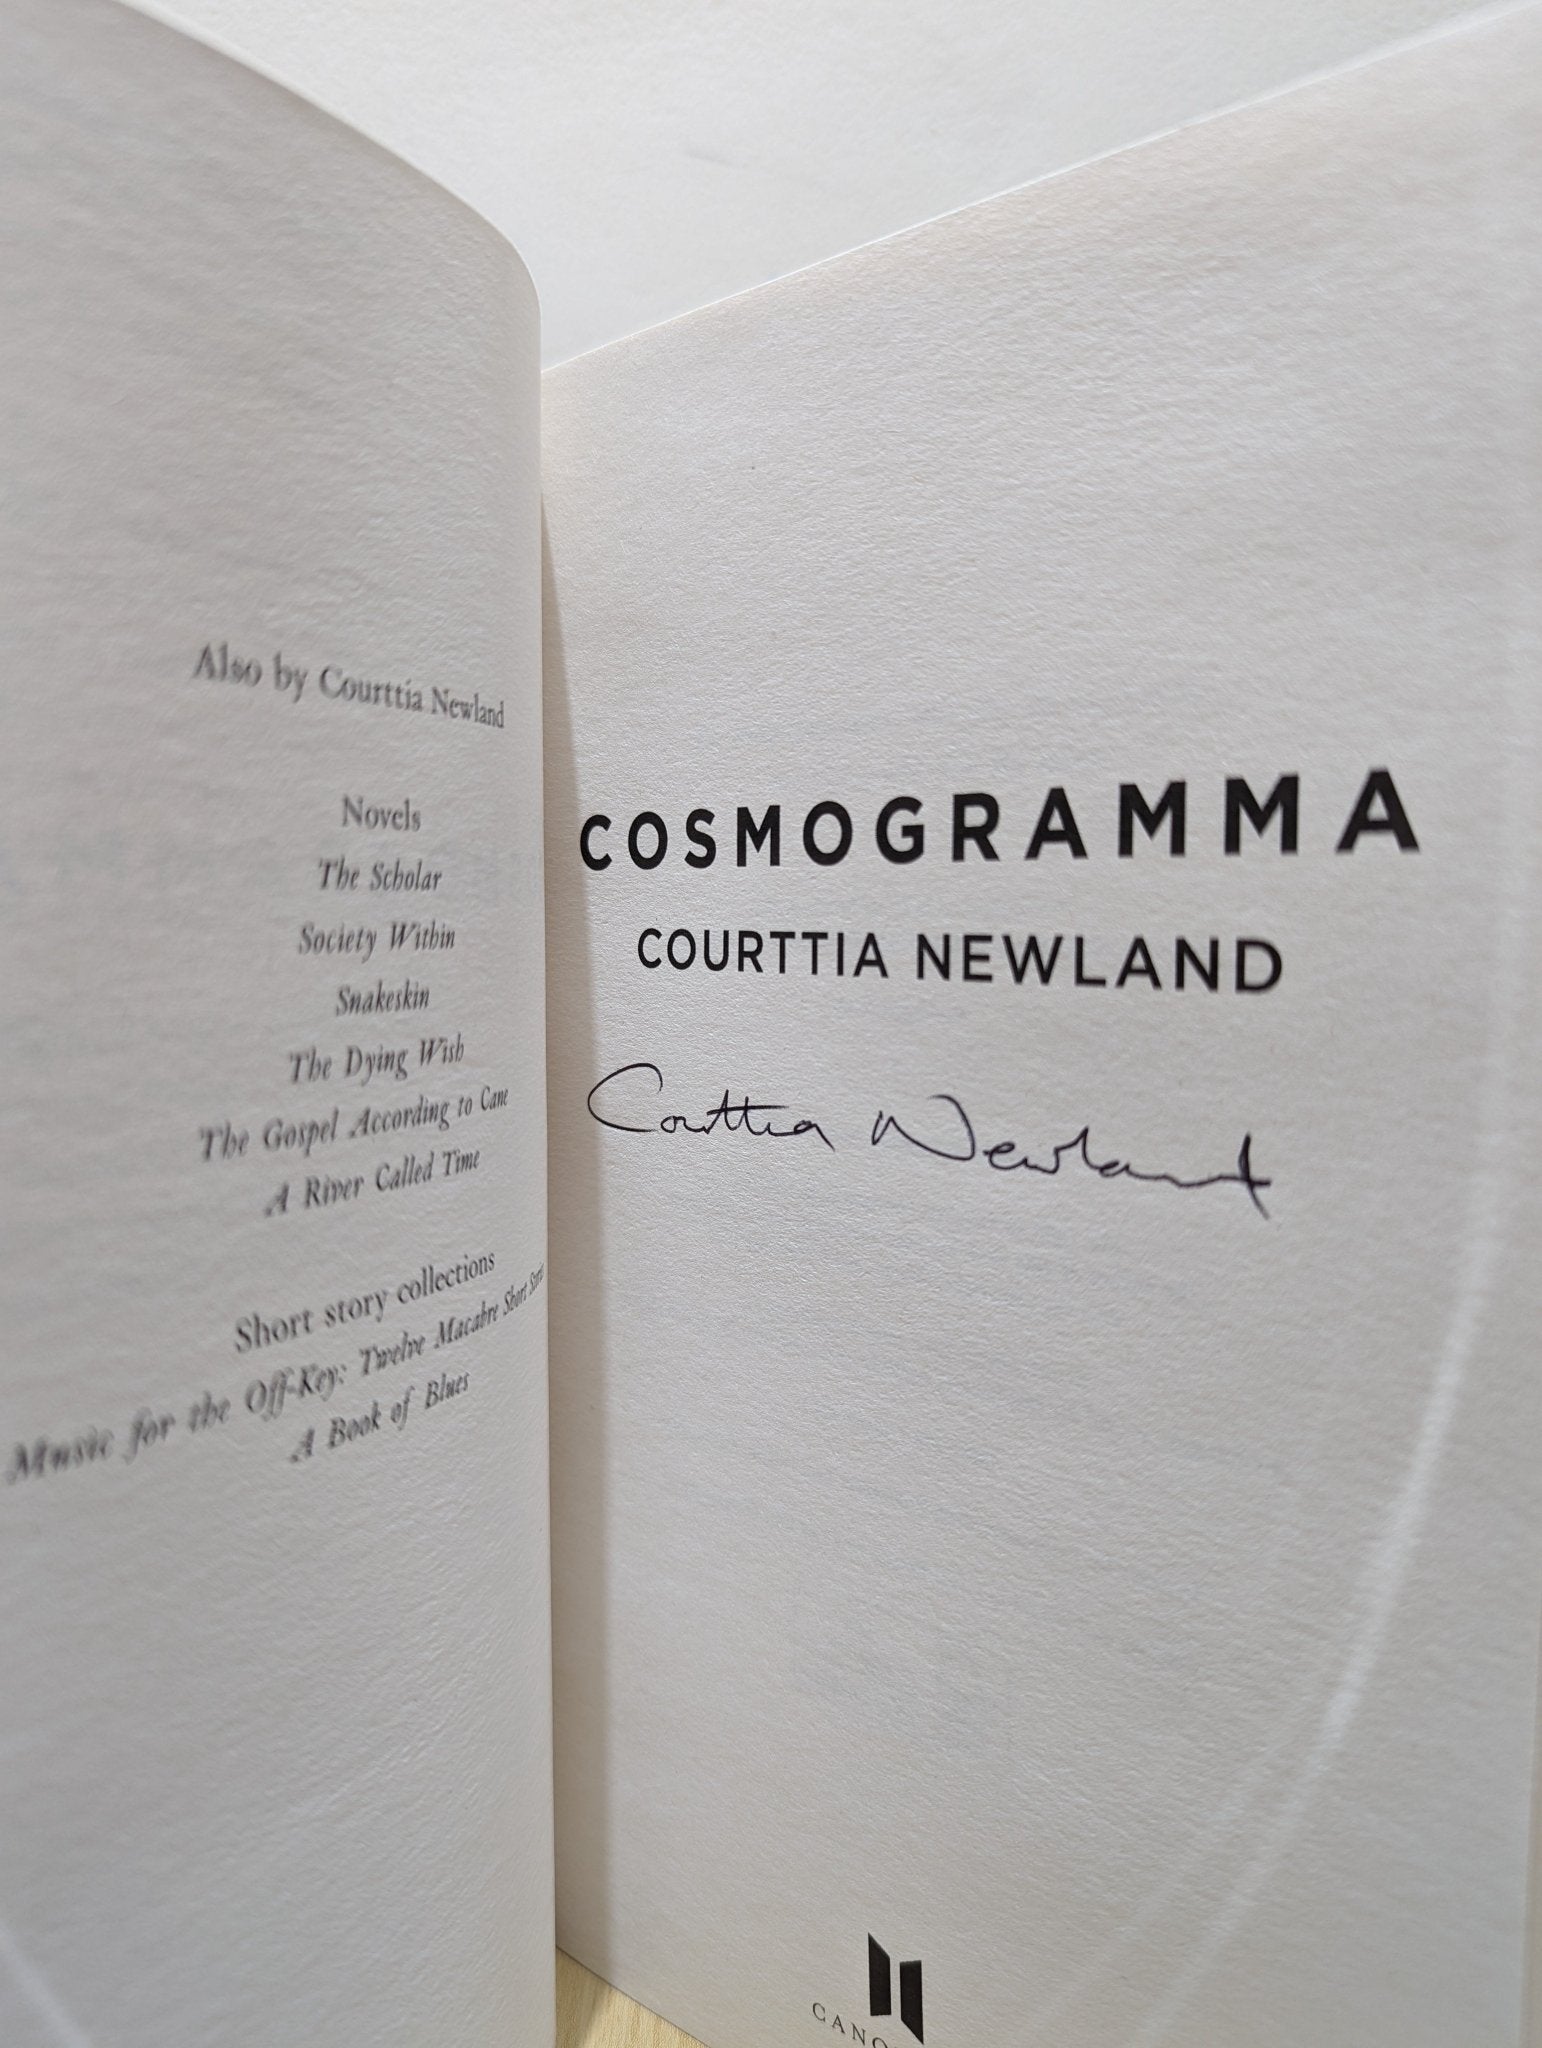 Also by Courttia Newland
Novels
The Scholar
Society Within
Snakeskin
The Dying Wish
The Gospel According to Cane
A River Called Time
Short story collections
Music for the Off-Key: Twelve Macabre Short Stories
A Book of Blues
COSMOGRAMMA
COURTTIA NEWLAND
Courttia Newland
CANO